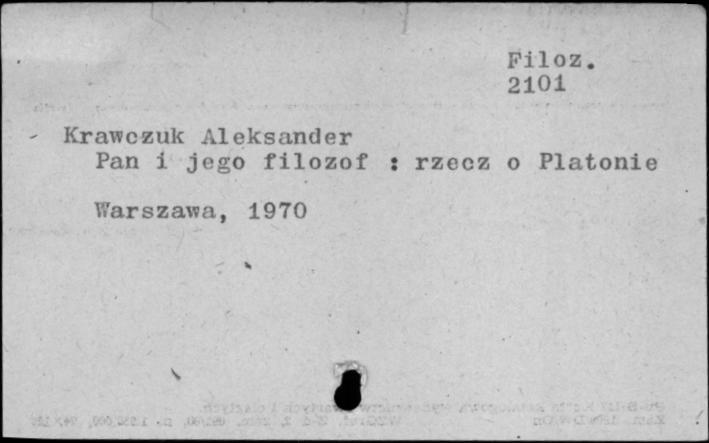 Filoz.
2101
Krawczuk Aleksander
Pan i jego filozof : rzecz o Platonie
Warszawa, 1970